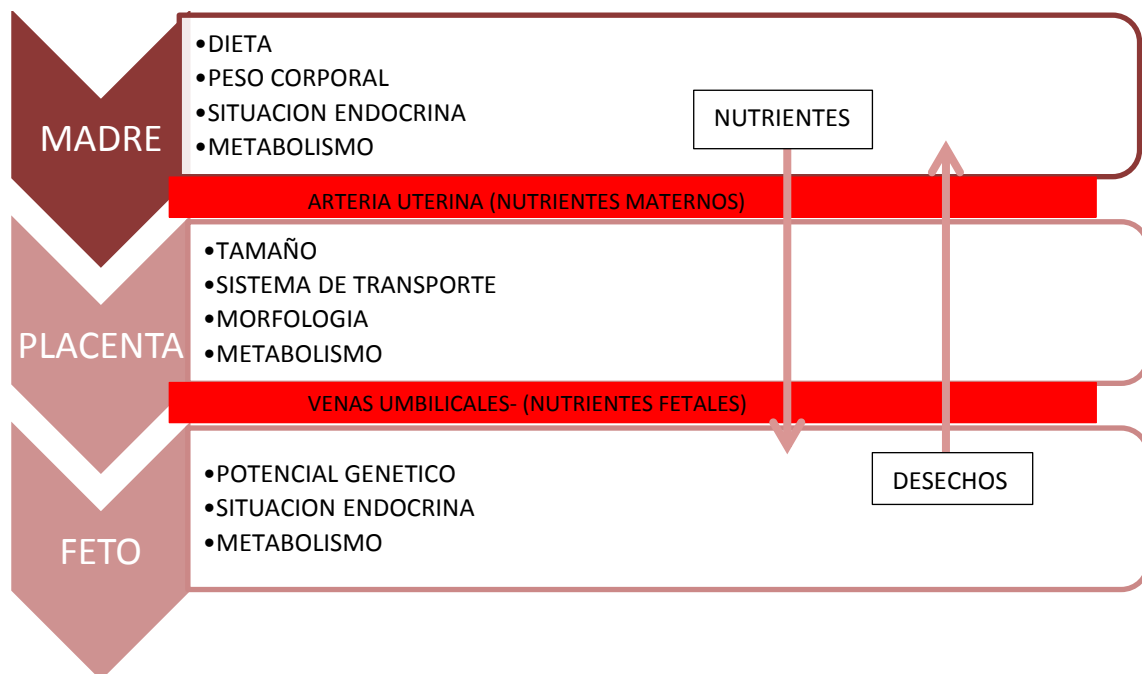 MADRE
•DIETA
•PESO CORPORAL
•SITUACION ENDOCRINA
•METABOLISMO
NUTRIENTES
ARTERIA UTERINA (NUTRIENTES MATERNOS)
PLACENTA
•TAMAÑO
•SISTEMA DE TRANSPORTE
•MORFOLOGIA
•METABOLISMO
VENAS UMBILICALES- (NUTRIENTES FETALES)
FETO
•POTENCIAL GENETICO
•SITUACION ENDOCRINA
•METABOLISMO
DESECHOS